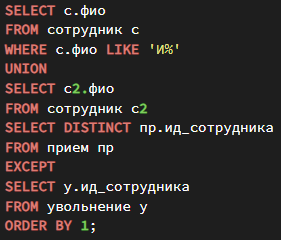 SELECT с.фио
FROM сотрудник с
WHERE с.фио LIKE 'И%'
UNION
SELECT с2.фио
FROM сотрудник с2
SELECT DISTINCT пр.ид_сотрудника
FROM прием пр
EXCEPT
SELECT у.ид_сотрудника
FROM увольнение у
ORDER BY 1;